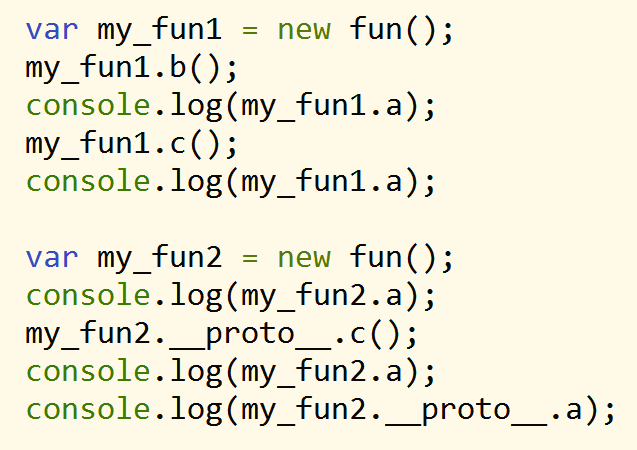 var my_fun1 = new fun();
my_fun1.b();
console.log(my_fun1.a);
my_fun1.c();
console.log(my_fun1.a);
var my_fun2 = new fun();
console.log(my_fun2.a);
my_fun2.__proto__.c();
console.log(my_fun2.a);
console.log(my_fun2.__proto__.a);